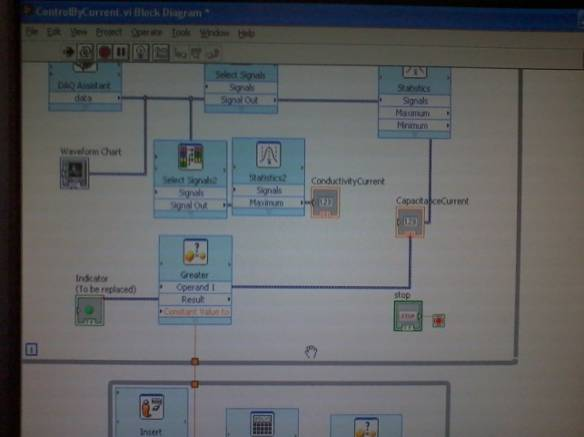 ControlByCurrent.vi Block Diagram *
File Edit View Project Operate Tools Window Help
DAQ Assistant
data
Select Signals
Signals
Signal Out
Statistics
Signals
Maximum
Minimum
Waveform Chart
Select Signals2
Signals
Signal Out
Statistics2
Signals
Maximum
ConductivityCurrent
CapacitanceCurrent
Greater
Operand 1
Result
Constant Value fo
Indicator
(To be replaced)
stop
STOP
i
Insert